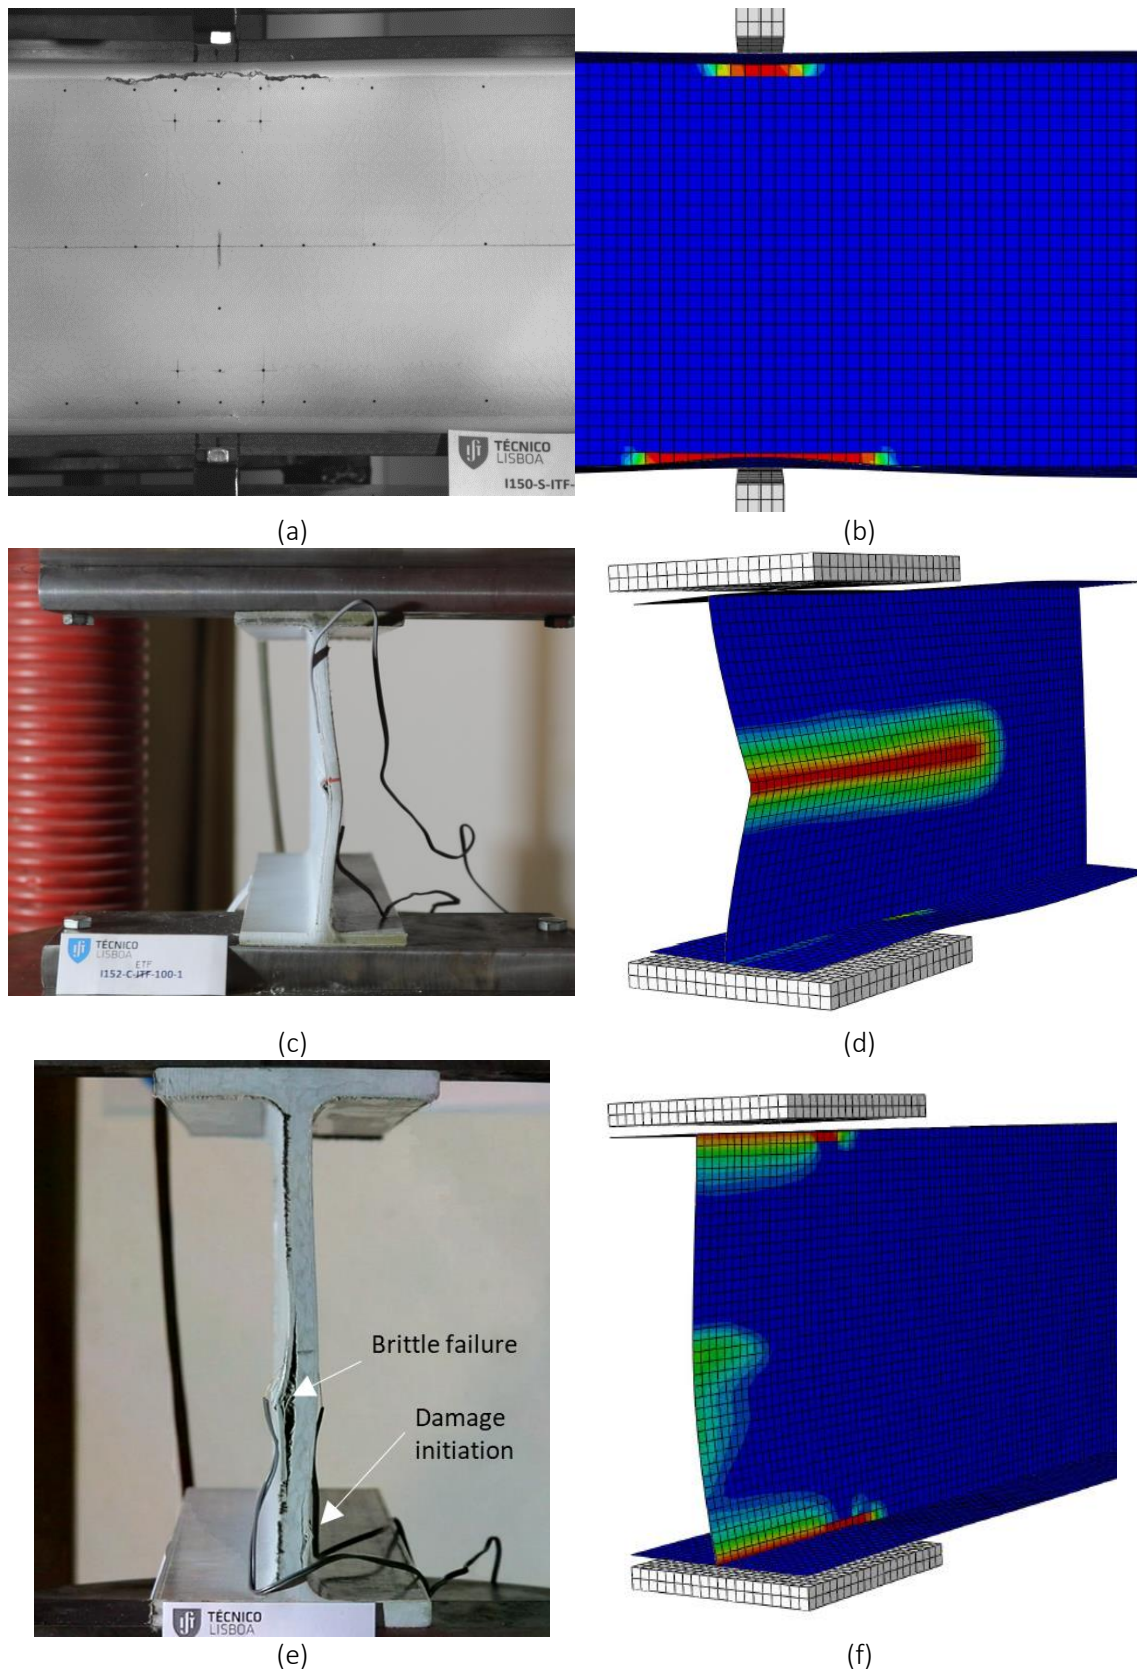 TÉCNICO
LISBOA
I150-S-ITF-
(a)
(b)
TÉCNICO
LISBOA
ETF
I152-C-ITF-100-1
(c)
(d)
Brittle failure
Damage
initiation
TÉCNICO
LISBOA
(e)
(f)